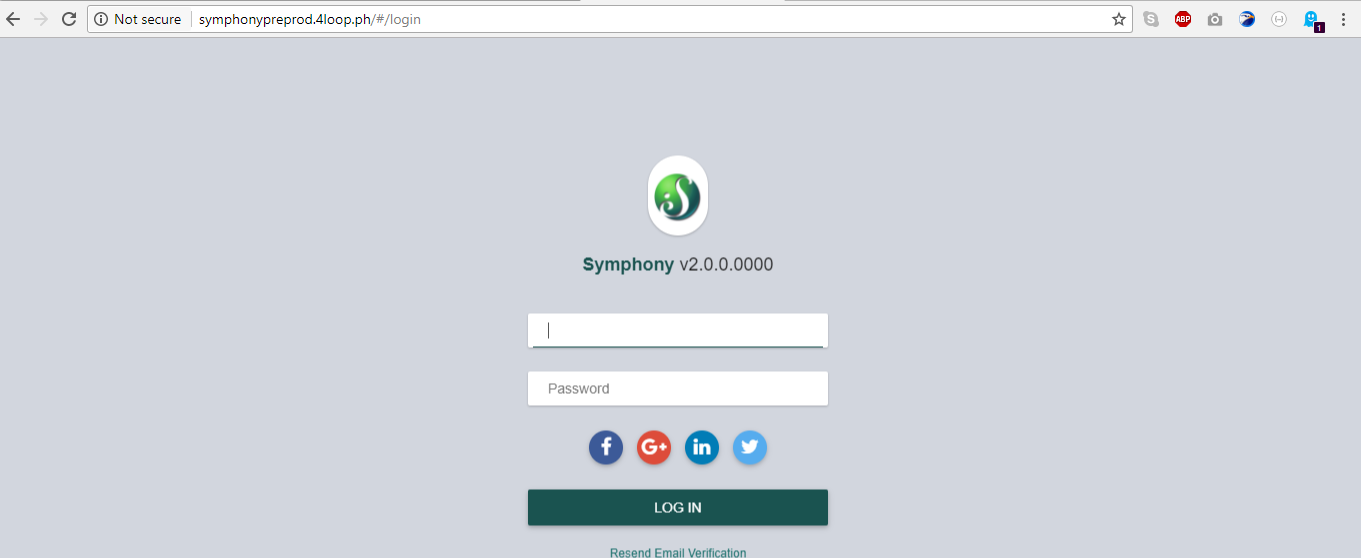 Not secure symphonypreprod.4loop.ph/#/login
ABP
1
S
Symphony v2.0.0.0000
Password
f G+ in
LOG IN
Resend Email Verification